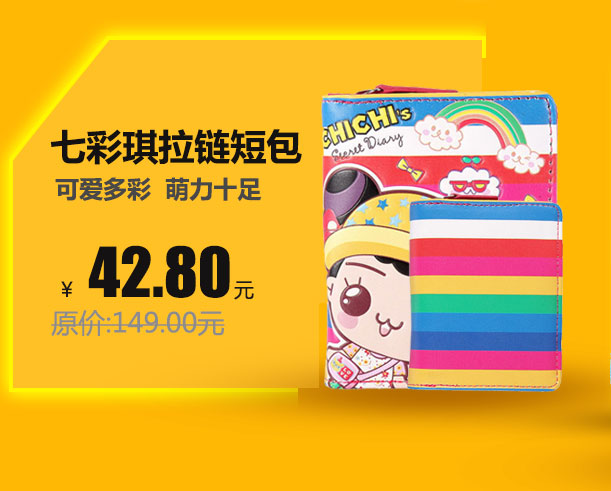 七彩琪拉链短包
可爱多彩 萌力十足
¥ 42.80元
原价:149.00元
CHICHI's
Secret Diary